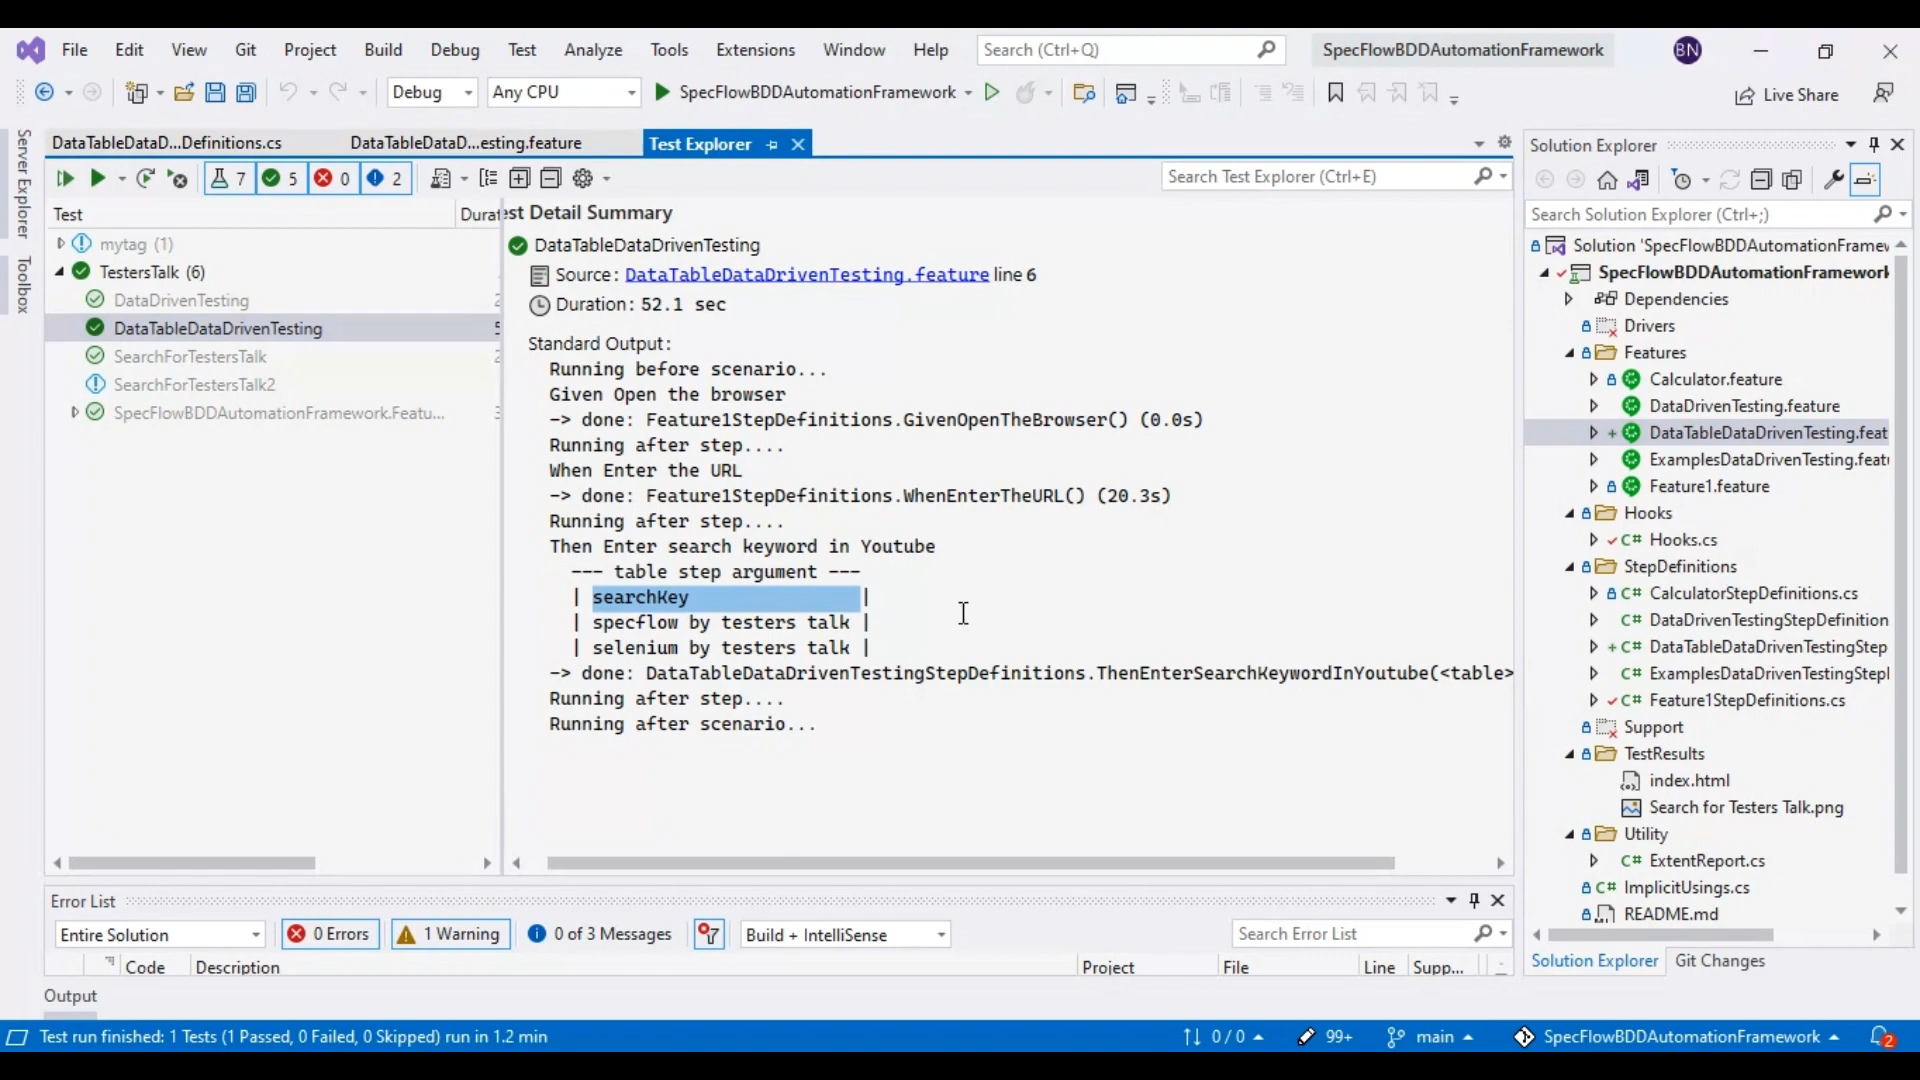 File Edit View Git Project Build Debug Test Analyze Tools Extensions Window Help Search (Ctrl+Q) SpecFlowBDDAutomationFramework BN
Debug Any CPU SpecFlowBDDAutomationFramework Live Share
Server Explorer
Toolbox
DataTableDataD...Definitions.cs DataTableDataD...esting.feature Test Explorer
7 5 0 2 Search Test Explorer (Ctrl+E)
Test Durat
mytag (1)
TestersTalk (6)
DataDrivenTesting 2
DataTableDataDrivenTesting 5
SearchForTestersTalk 2
SearchForTestersTalk2
SpecFlowBDDAutomationFramework.Featu... 3
est Detail Summary
DataTableDataDrivenTesting
Source: DataTableDataDrivenTesting.feature line 6
Duration: 52.1 sec
Standard Output:
Running before scenario...
Given Open the browser
-> done: Feature1StepDefinitions.GivenOpenTheBrowser() (0.0s)
Running after step....
When Enter the URL
-> done: Feature1StepDefinitions.WhenEnterTheURL() (20.3s)
Running after step....
Then Enter search keyword in Youtube
--- table step argument ---
| searchKey |
| specflow by testers talk |
| selenium by testers talk |
-> done: DataTableDataDrivenTestingStepDefinitions.ThenEnterSearchKeywordInYoutube(<table>
Running after step....
Running after scenario...
Solution Explorer
Search Solution Explorer (Ctrl+;)
Solution 'SpecFlowBDDAutomationFramew
SpecFlowBDDAutomationFramework
Dependencies
Drivers
Features
Calculator.feature
DataDrivenTesting.feature
DataTableDataDrivenTesting.feat
ExamplesDataDrivenTesting.featu
Feature1.feature
Hooks
C# Hooks.cs
StepDefinitions
C# CalculatorStepDefinitions.cs
C# DataDrivenTestingStepDefinition
C# DataTableDataDrivenTestingStep
C# ExamplesDataDrivenTestingStepI
C# Feature1StepDefinitions.cs
Support
TestResults
index.html
Search for Testers Talk.png
Utility
C# ExtentReport.cs
C# ImplicitUsings.cs
README.md
Solution Explorer Git Changes
Error List
Entire Solution 0 Errors 1 Warning 0 of 3 Messages Build + IntelliSense Search Error List
Code Description Project File Line Supp...
Output
Test run finished: 1 Tests (1 Passed, 0 Failed, 0 Skipped) run in 1.2 min 0 / 0 99+ main SpecFlowBDDAutomationFramework 2